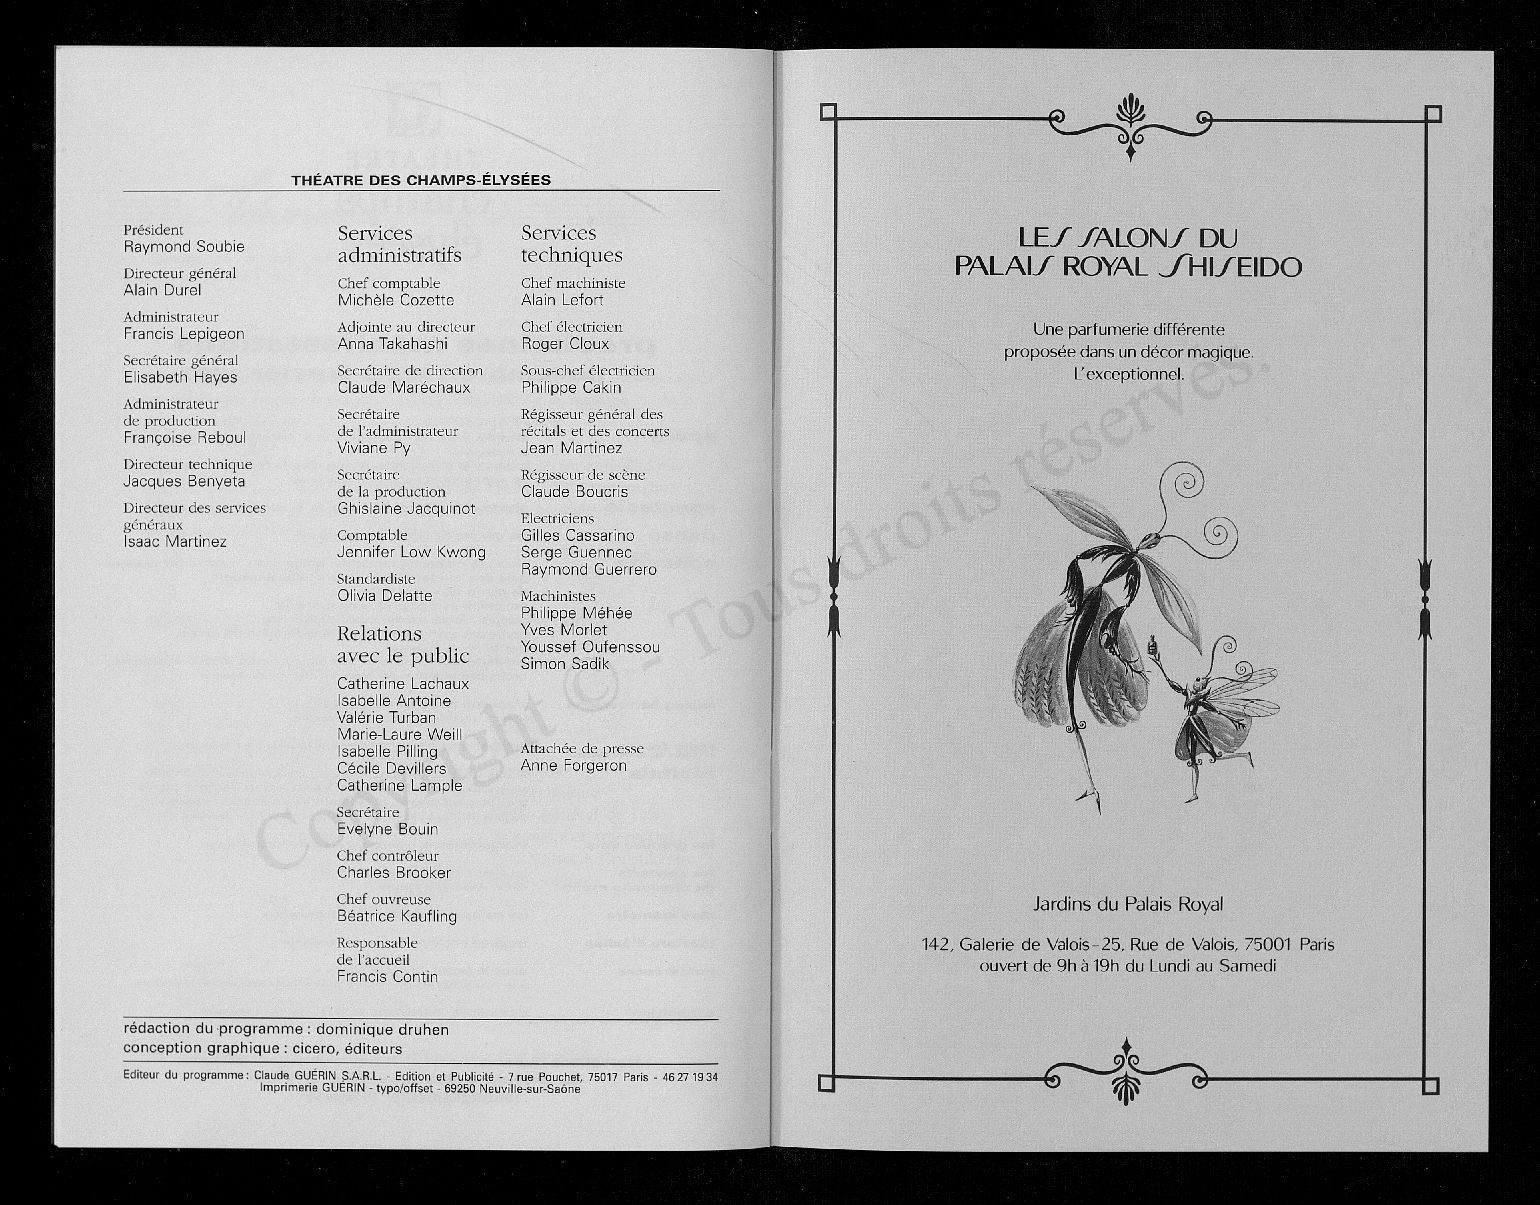 THÉATRE DES CHAMPS-ÉLYSÉES
Président
Raymond Soubie
Directeur général
Alain Durel
Administrateur
Francis Lepigeon
Secrétaire général
Elisabeth Hayes
Administrateur
de production
Françoise Reboul
Directeur technique
Jacques Benyeta
Directeur des services
généraux
Isaac Martinez
Services
administratifs
Chef comptable
Michèle Cozette
Adjointe au directeur
Anna Takahashi
Secrétaire de direction
Claude Maréchaux
Secrétaire
de l'administrateur
Viviane Py
Secrétaire
de la production
Ghislaine Jacquinot
Comptable
Jennifer Low Kwong
Standardiste
Olivia Delatte
Relations
avec le public
Catherine Lachaux
Isabelle Antoine
Valérie Turban
Marie-Laure Weill
Isabelle Pilling
Cécile Devillers
Catherine Lample
Secrétaire
Evelyne Bouin
Chef contrôleur
Charles Brooker
Chef ouvreuse
Béatrice Kaufling
Responsable
de l'accueil
Francis Contin
Services
techniques
Chef machiniste
Alain Lefort
Chef électricien
Roger Cloux
Sous-chef électricien
Philippe Cakin
Régisseur général des
récitals et des concerts
Jean Martinez
Régisseur de scène
Claude Boucris
Electriciens
Gilles Cassarino
Serge Guennec
Raymond Guerrero
Machinistes
Philippe Méhée
Yves Morlet
Youssef Oufenssou
Simon Sadik
Attachée de presse
Anne Forgeron
rédaction du programme : dominique druhen
conception graphique : cicero, éditeurs
Editeur du programme : Claude GUÉRIN S.A.R.L. - Edition et Publicité - 7 rue Pouchet, 75017 Paris - 46 27 19 34
Imprimerie GUÉRIN - typo/offset - 69250 Neuville-sur-Saône
LES SALONS DU
PALAIS ROYAL SHISEIDO
Une parfumerie différente
proposée dans un décor magique.
L'exceptionnel.
Jardins du Palais Royal
142, Galerie de Valois - 25, Rue de Valois, 75001 Paris
ouvert de 9h à 19h du Lundi au Samedi
Copyright © - Tous droits réservés.